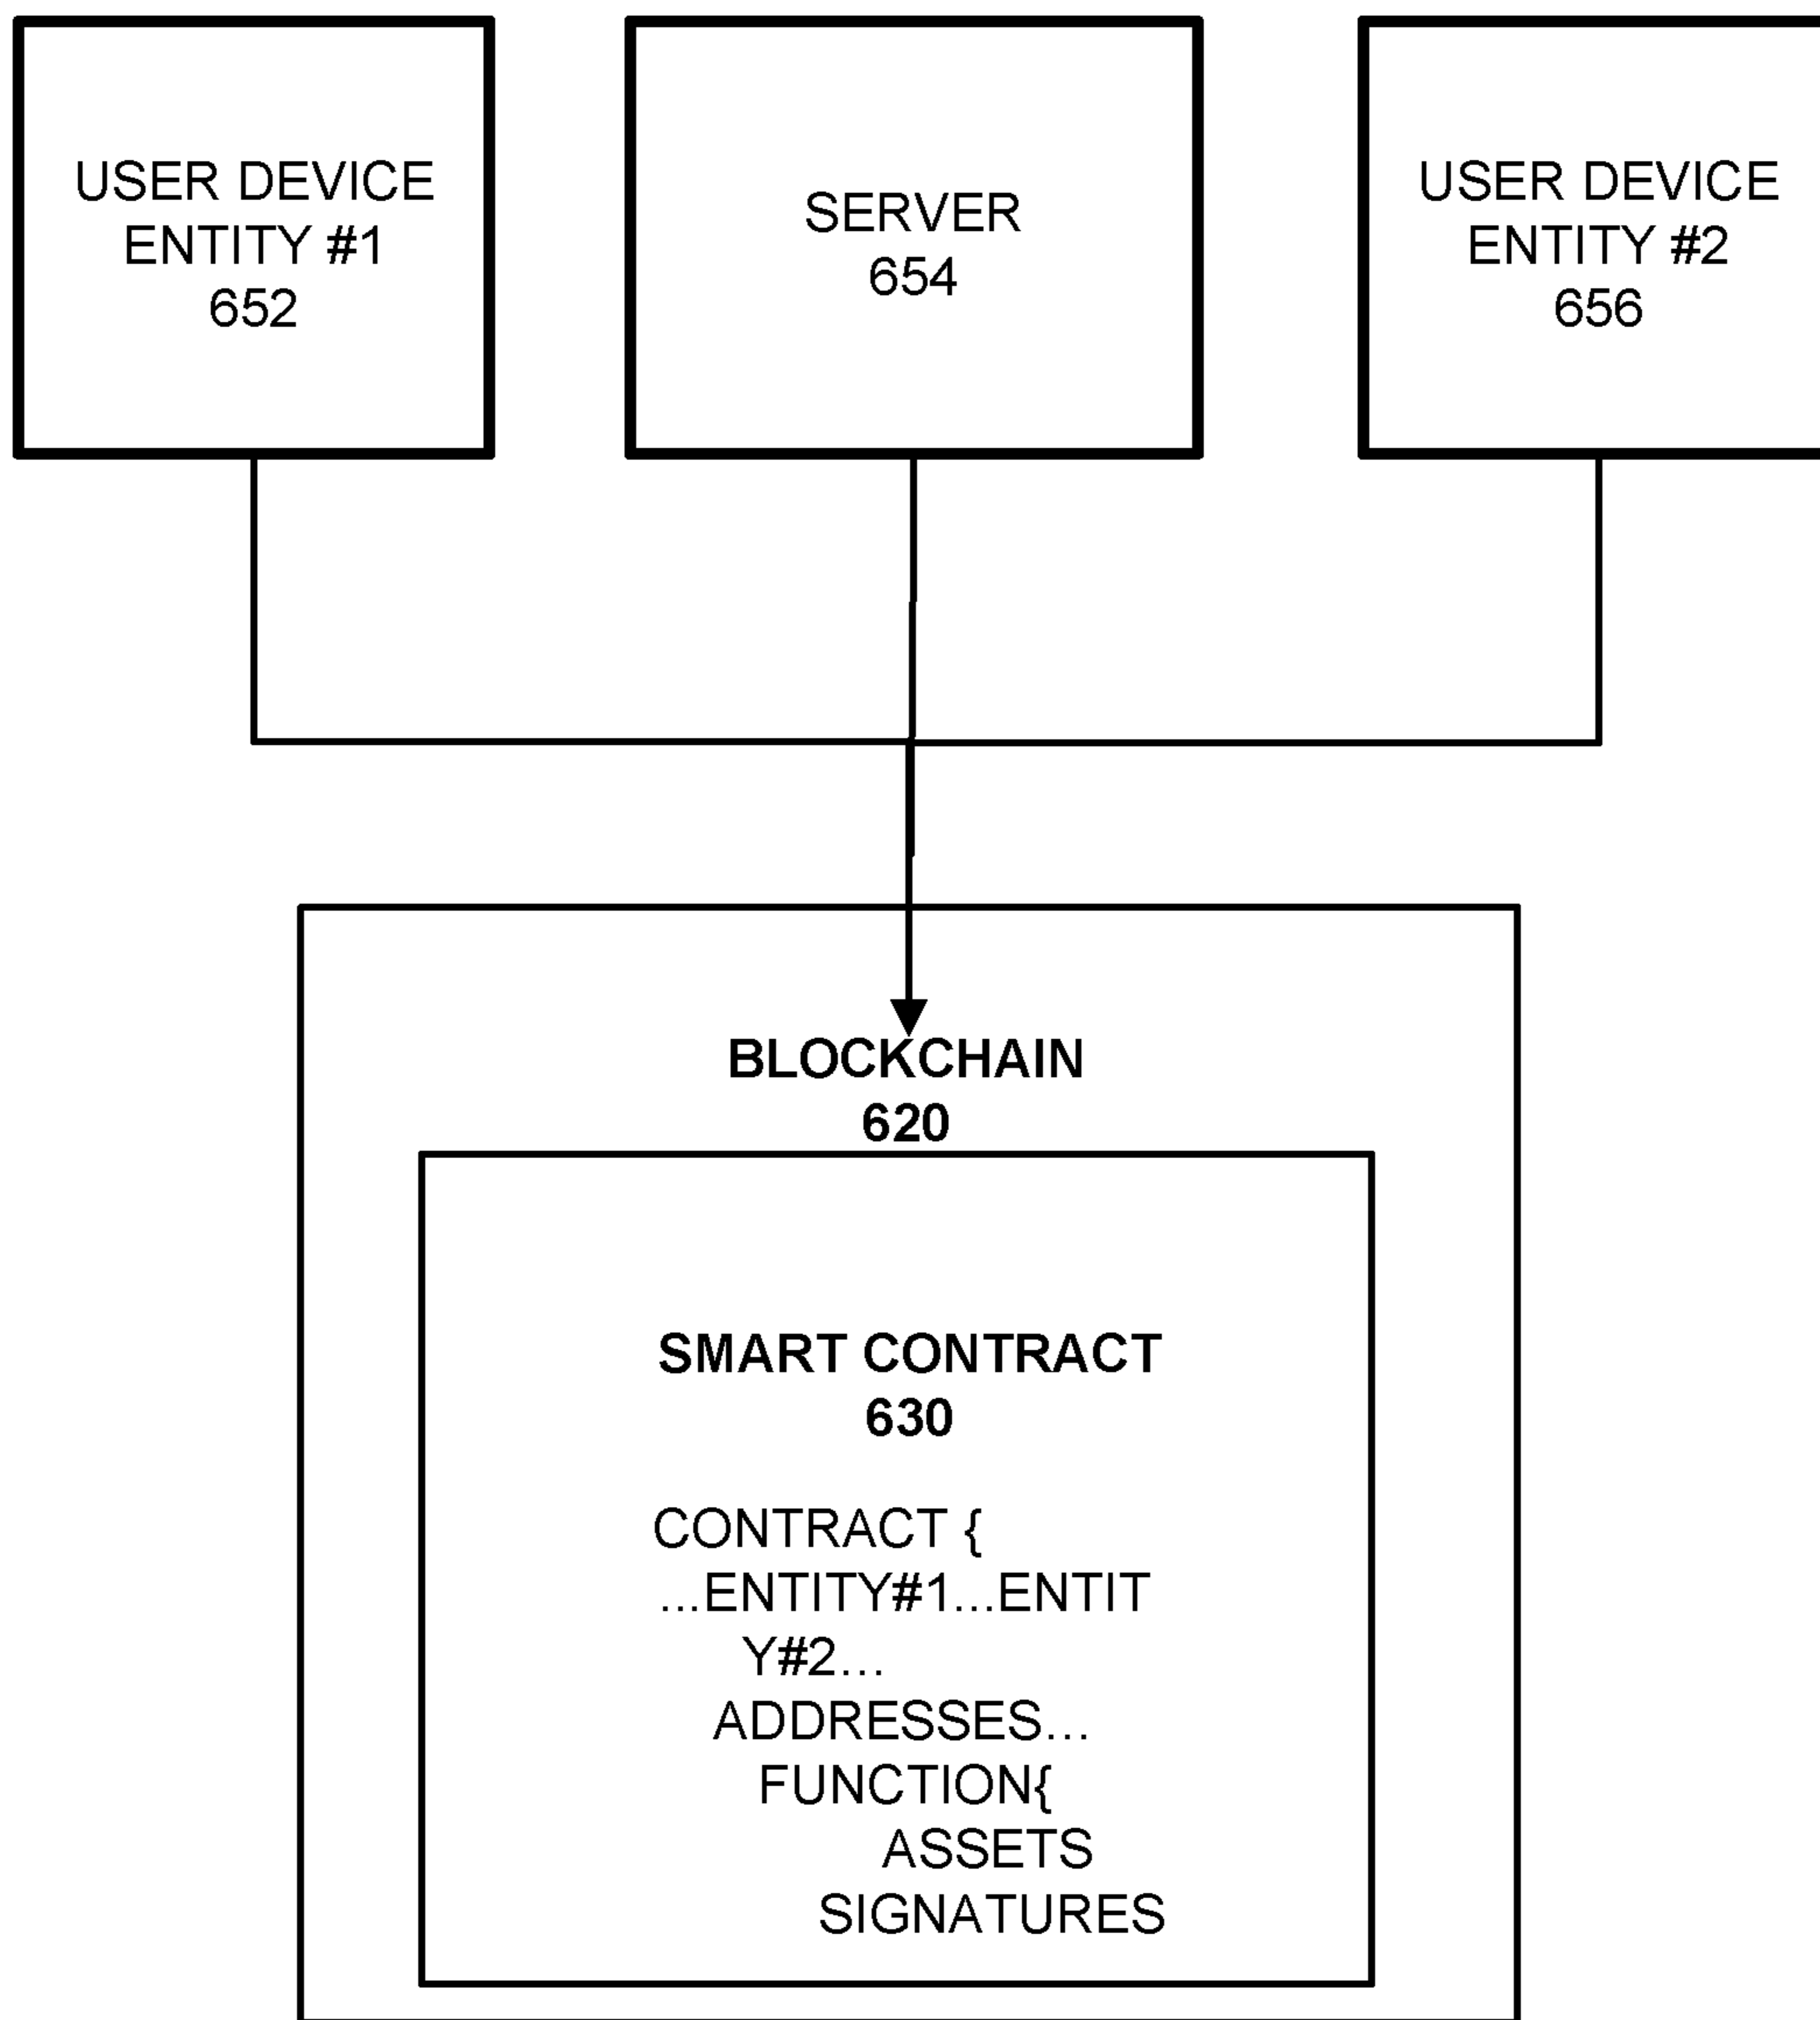 USER DEVICE
ENTITY #1
652
SERVER
654
USER DEVICE
ENTITY #2
656
BLOCKCHAIN
620
SMART CONTRACT
630
CONTRACT {
...ENTITY#1...ENTIT
Y#2...
ADDRESSES...
FUNCTION{
ASSETS
SIGNATURES